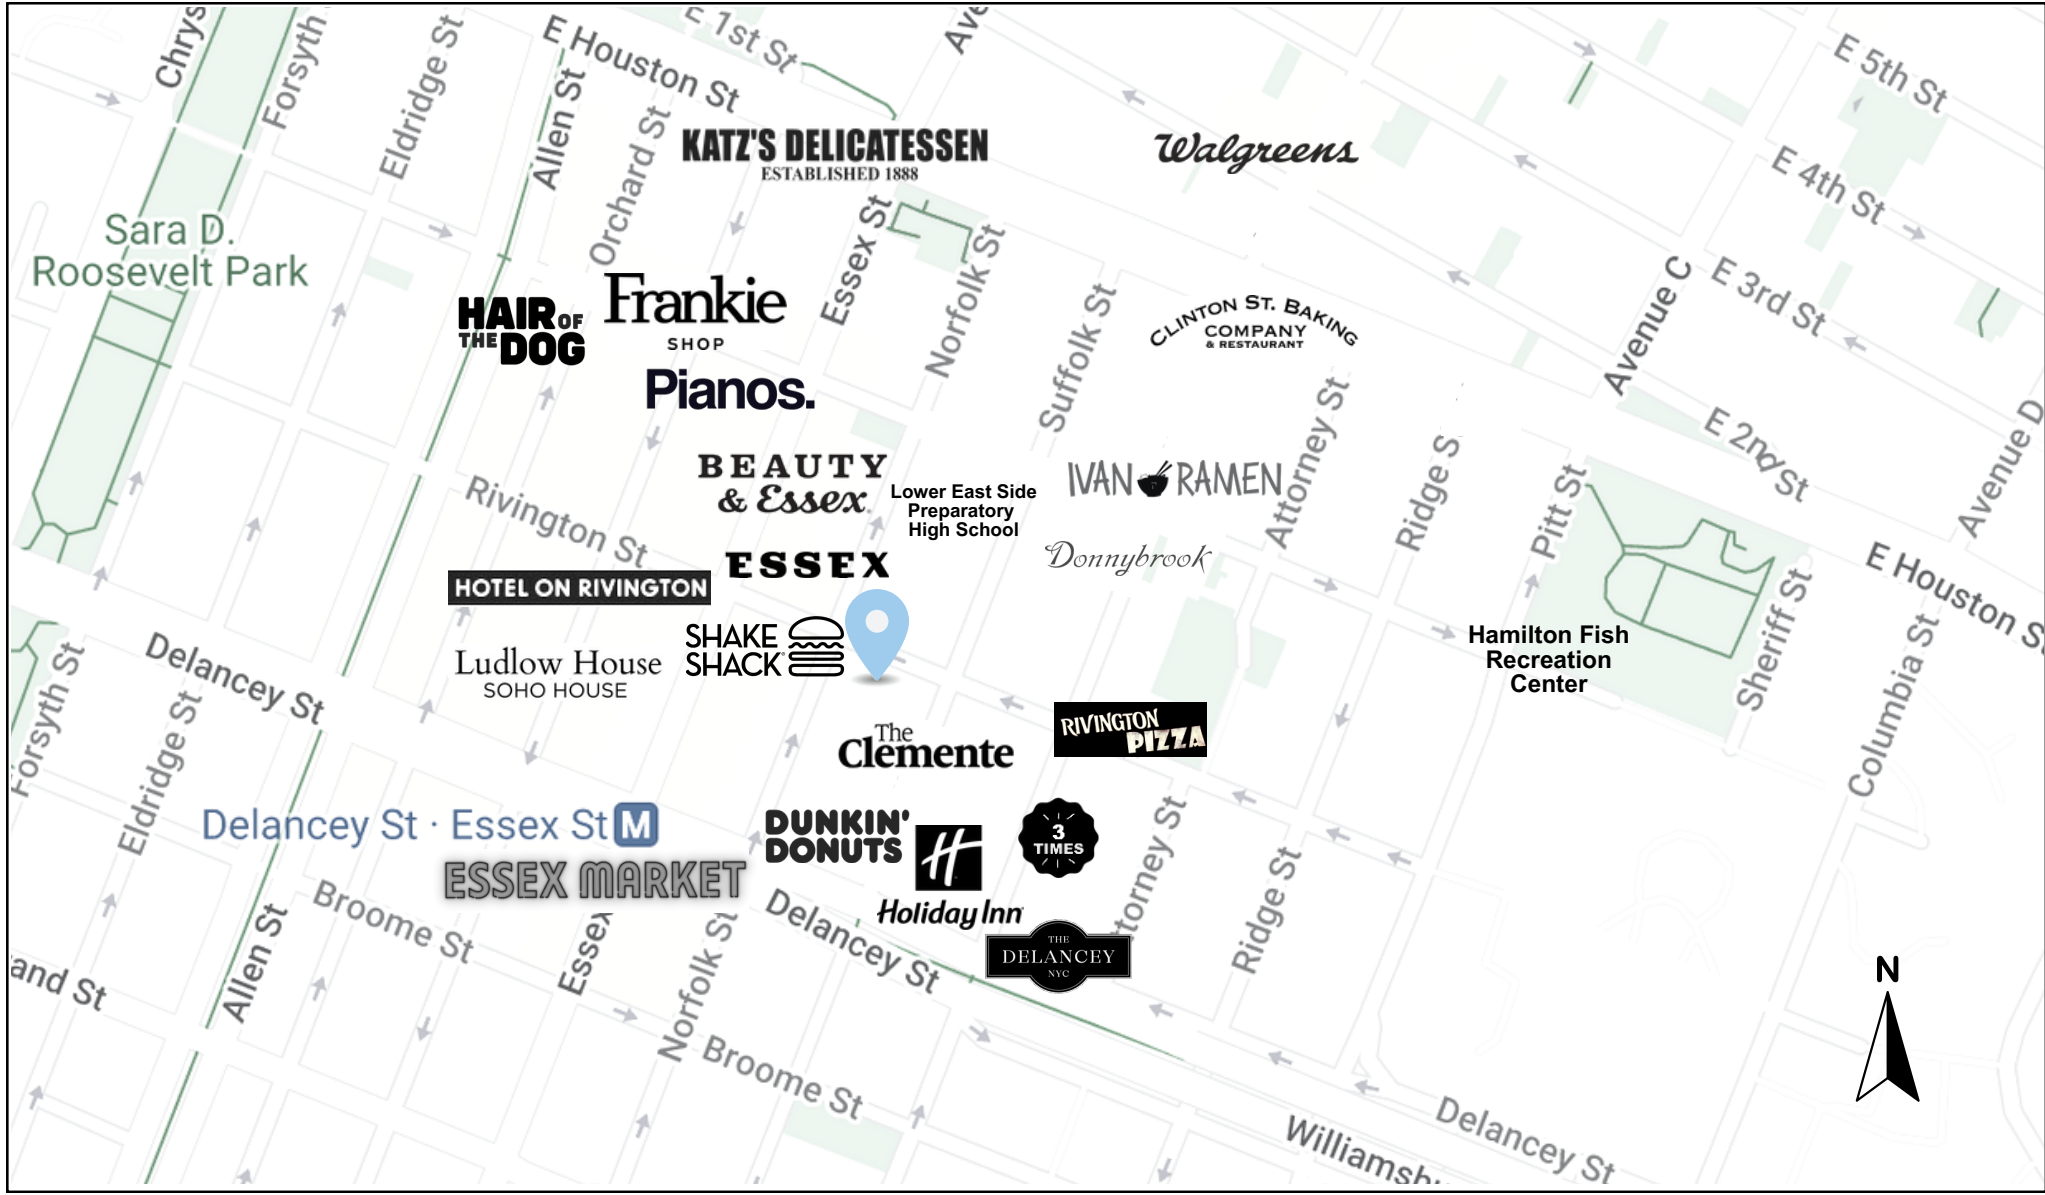 Chrys
Forsyth
Eldridge St
E Houston St
E 1st St
Ave
E 5th St
Allen St
Orchard St
KATZ'S DELICATESSEN
ESTABLISHED 1888
Walgreens
E 4th St
Sara D.
Roosevelt Park
Essex St
Norfolk St
Suffolk St
Avenue C
E 3rd St
HAIR OF
THE DOG
Frankie
SHOP
CLINTON ST. BAKING
COMPANY
& RESTAURANT
Pianos.
Attorney St
Ridge S
Pitt St
E 2nd St
Avenue D
BEAUTY
& Essex
Lower East Side
Preparatory
High School
IVAN RAMEN
Rivington St
ESSEX
Donnybrook
E Houston S
HOTEL ON RIVINGTON
SHAKE
SHACK
Ludlow House
SOHO HOUSE
Hamilton Fish
Recreation
Center
Sheriff St
Columbia St
Delancey St
Forsyth St
Eldridge St
The
Clemente
RIVINGTON
PIZZA
Delancey St · Essex St M
DUNKIN'
DONUTS
H
Holiday Inn
3
TIMES
ESSEX MARKET
ttorney St
Ridge St
Broome St
Allen St
Essex
Norfolk St
Delancey St
THE
DELANCEY
NYC
and St
N
Broome St
Williamsbu
Delancey St